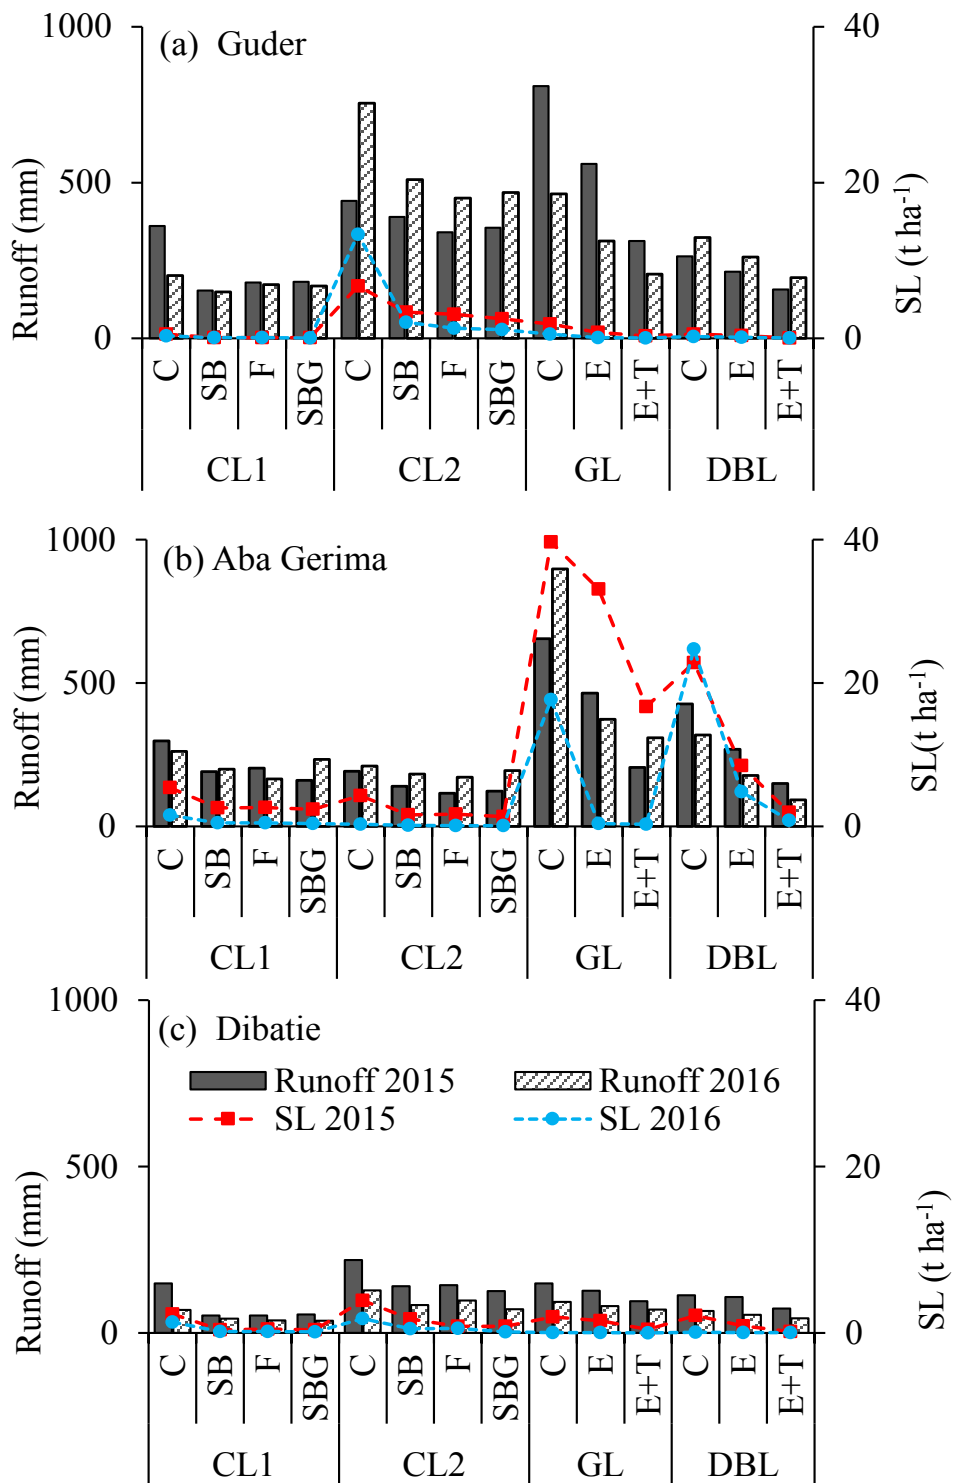 (a) Guder
1000
500
0
Runoff (mm)
40
20
0
SL (t ha⁻¹)
C SB F SBG C SB F SBG C E E+T C E E+T
CL1 CL2 GL DBL
(b) Aba Gerima
1000
500
0
Runoff (mm)
40
20
0
SL(t ha⁻¹)
C SB F SBG C SB F SBG C E E+T C E E+T
CL1 CL2 GL DBL
(c) Dibatie
Runoff 2015 Runoff 2016
SL 2015 SL 2016
1000
500
0
Runoff (mm)
40
20
0
SL (t ha⁻¹)
C SB F SBG C SB F SBG C E E+T C E E+T
CL1 CL2 GL DBL